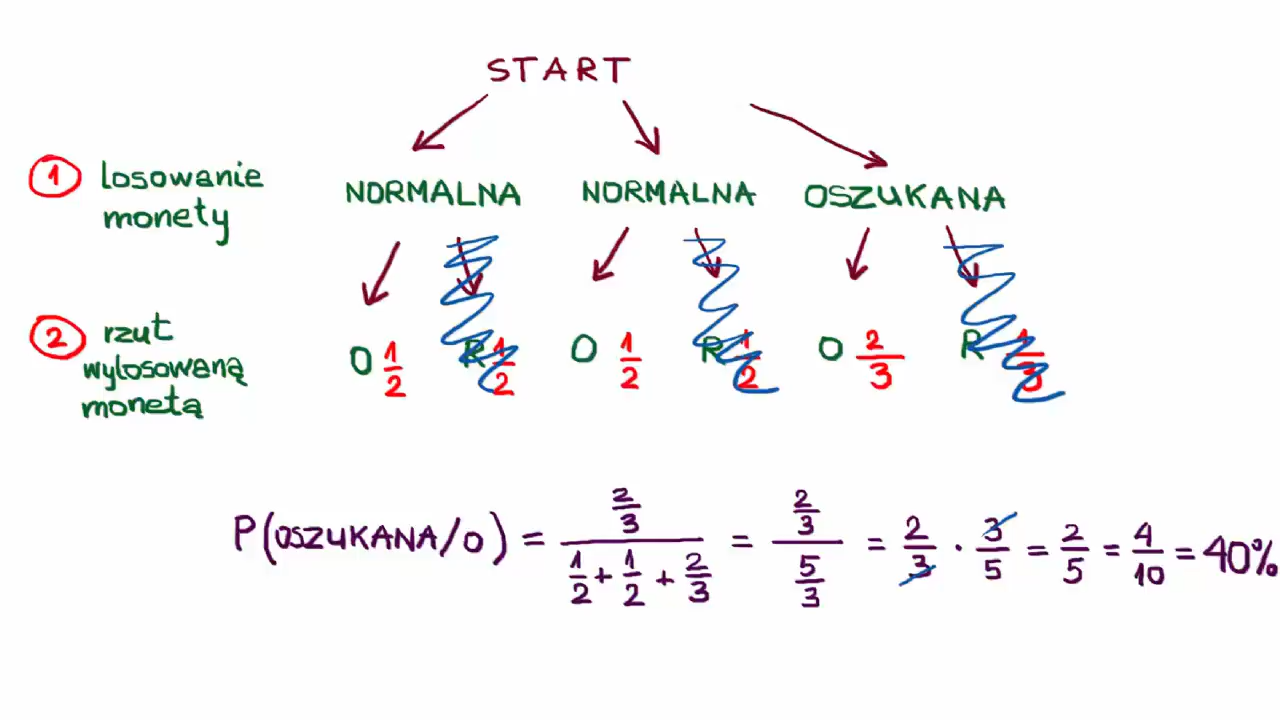 START
1 losowanie monety
NORMALNA NORMALNA OSZUKANA
2 rzut wylosowaną monetą
O 1/2 R 1/2 O 1/2 R 1/2 O 2/3 R 1/3
P(OSZUKANA/O) = (2/3)/(1/2 + 1/2 + 2/3) = (2/3)/(5/3) = 2/3 · 3/5 = 2/5 = 4/10 = 40%